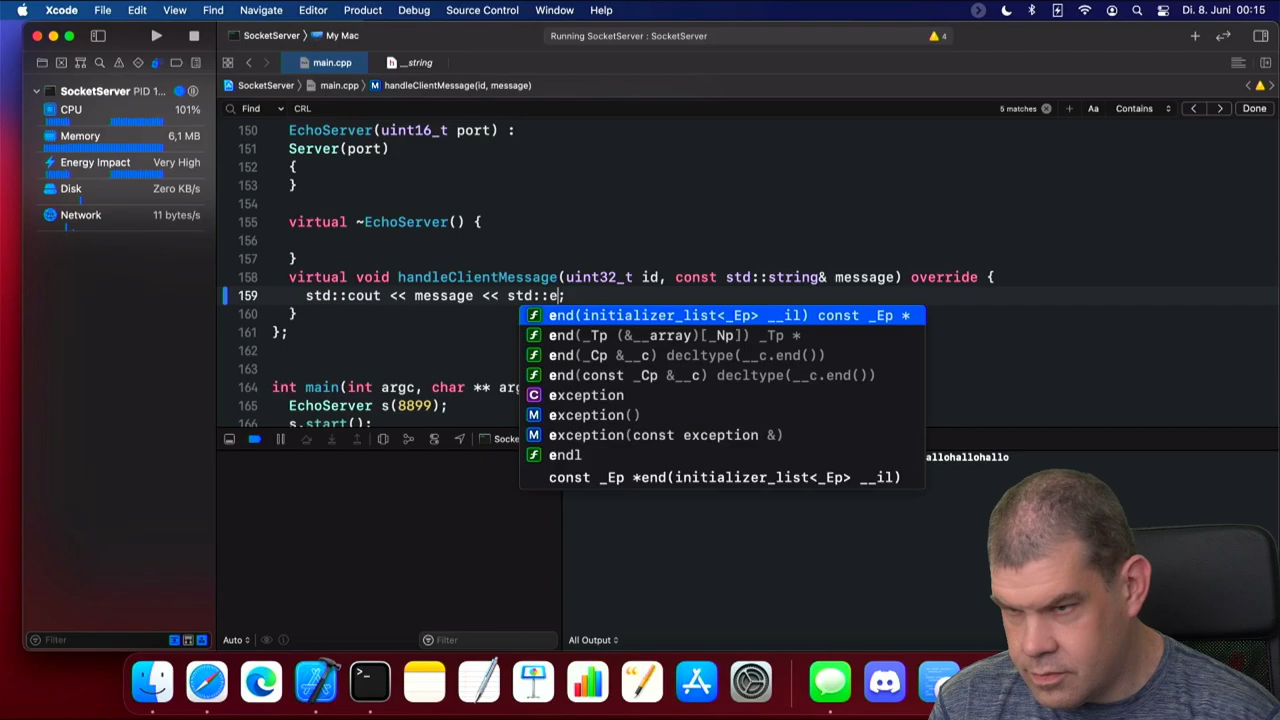 Xcode File Edit View Find Navigate Editor Product Debug Source Control Window Help Di. 8. Juni 00:15
SocketServer 〉 My Mac
Running SocketServer : SocketServer
4
main.cpp
__string
SocketServer 〉 main.cpp 〉 M handleClientMessage(id, message)
Find 〉 CRL 5 matches Aa Contains Done
SocketServer PID 1...
CPU 101%
Memory 6,1 MB
Energy Impact Very High
Disk Zero KB/s
Network 11 bytes/s
150 EchoServer(uint16_t port) :
151 Server(port)
152 {
153 }
154
155 virtual ~EchoServer() {
156
157 }
158 virtual void handleClientMessage(uint32_t id, const std::string& message) override {
159 std::cout << message << std::e;
160 }
161 };
162
163
164 int main(int argc, char ** arg
165 EchoServer s(8899);
166 s.start();
f end(initializer_list<_Ep> __il) const _Ep *
f end(_Tp (&__array)[_Np]) _Tp *
f end(_Cp &__c) decltype(__c.end())
f end(const _Cp &__c) decltype(__c.end())
C exception
M exception()
M exception(const exception &)
f endl
const _Ep *end(initializer_list<_Ep> __il)
Socke
allohallohallo
Filter
Auto
Filter
All Output